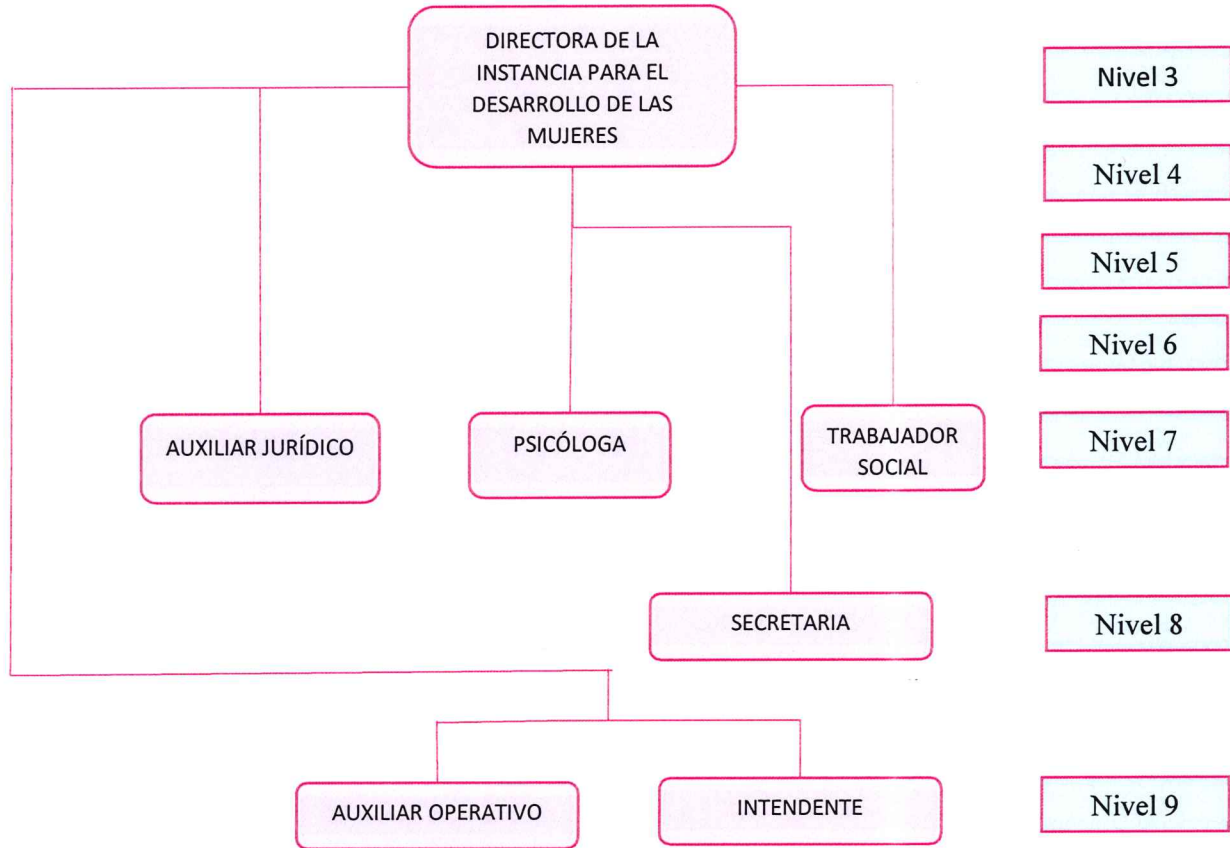 DIRECTORA DE LA
INSTANCIA PARA EL
DESARROLLO DE LAS
MUJERES
Nivel 3
Nivel 4
Nivel 5
Nivel 6
AUXILIAR JURÍDICO
PSICÓLOGA
TRABAJADOR
SOCIAL
Nivel 7
SECRETARIA
Nivel 8
AUXILIAR OPERATIVO
INTENDENTE
Nivel 9